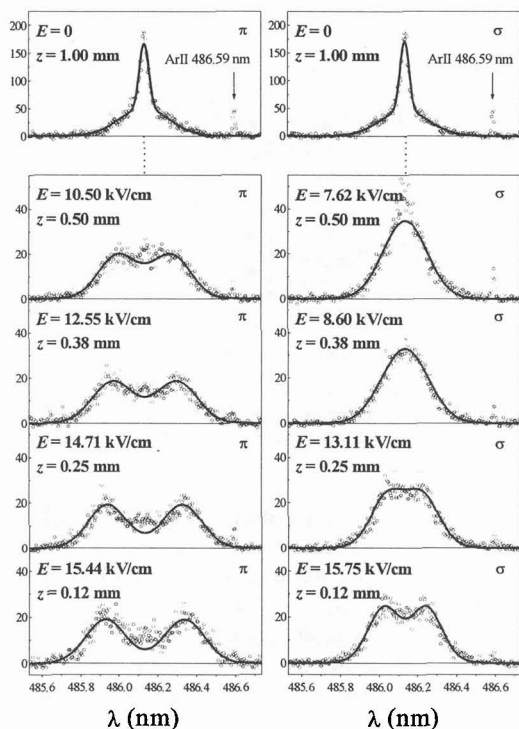 200
150
100
50
0
E = 0
z = 1.00 mm
π
ArII 486.59 nm
E = 0
z = 1.00 mm
σ
ArII 486.59 nm
40
20
0
E = 10.50 kV/cm
z = 0.50 mm
π
E = 7.62 kV/cm
z = 0.50 mm
σ
40
20
0
E = 12.55 kV/cm
z = 0.38 mm
π
E = 8.60 kV/cm
z = 0.38 mm
σ
40
20
0
E = 14.71 kV/cm
z = 0.25 mm
π
E = 13.11 kV/cm
z = 0.25 mm
σ
40
20
0
E = 15.44 kV/cm
z = 0.12 mm
π
E = 15.75 kV/cm
z = 0.12 mm
σ
485.6 485.8 486.0 486.2 486.4 486.6
485.6 485.8 486.0 486.2 486.4 486.6
λ (nm)
λ (nm)